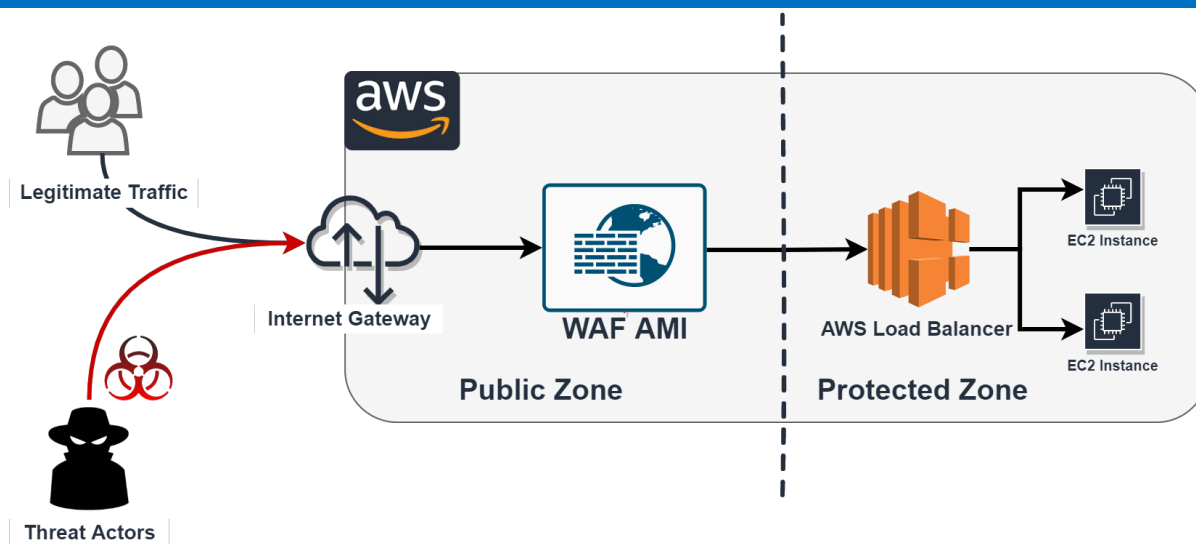 aws
Legitimate Traffic
Internet Gateway
WAF AMI
AWS Load Balancer
EC2 Instance
EC2 Instance
Public Zone
Protected Zone
Threat Actors